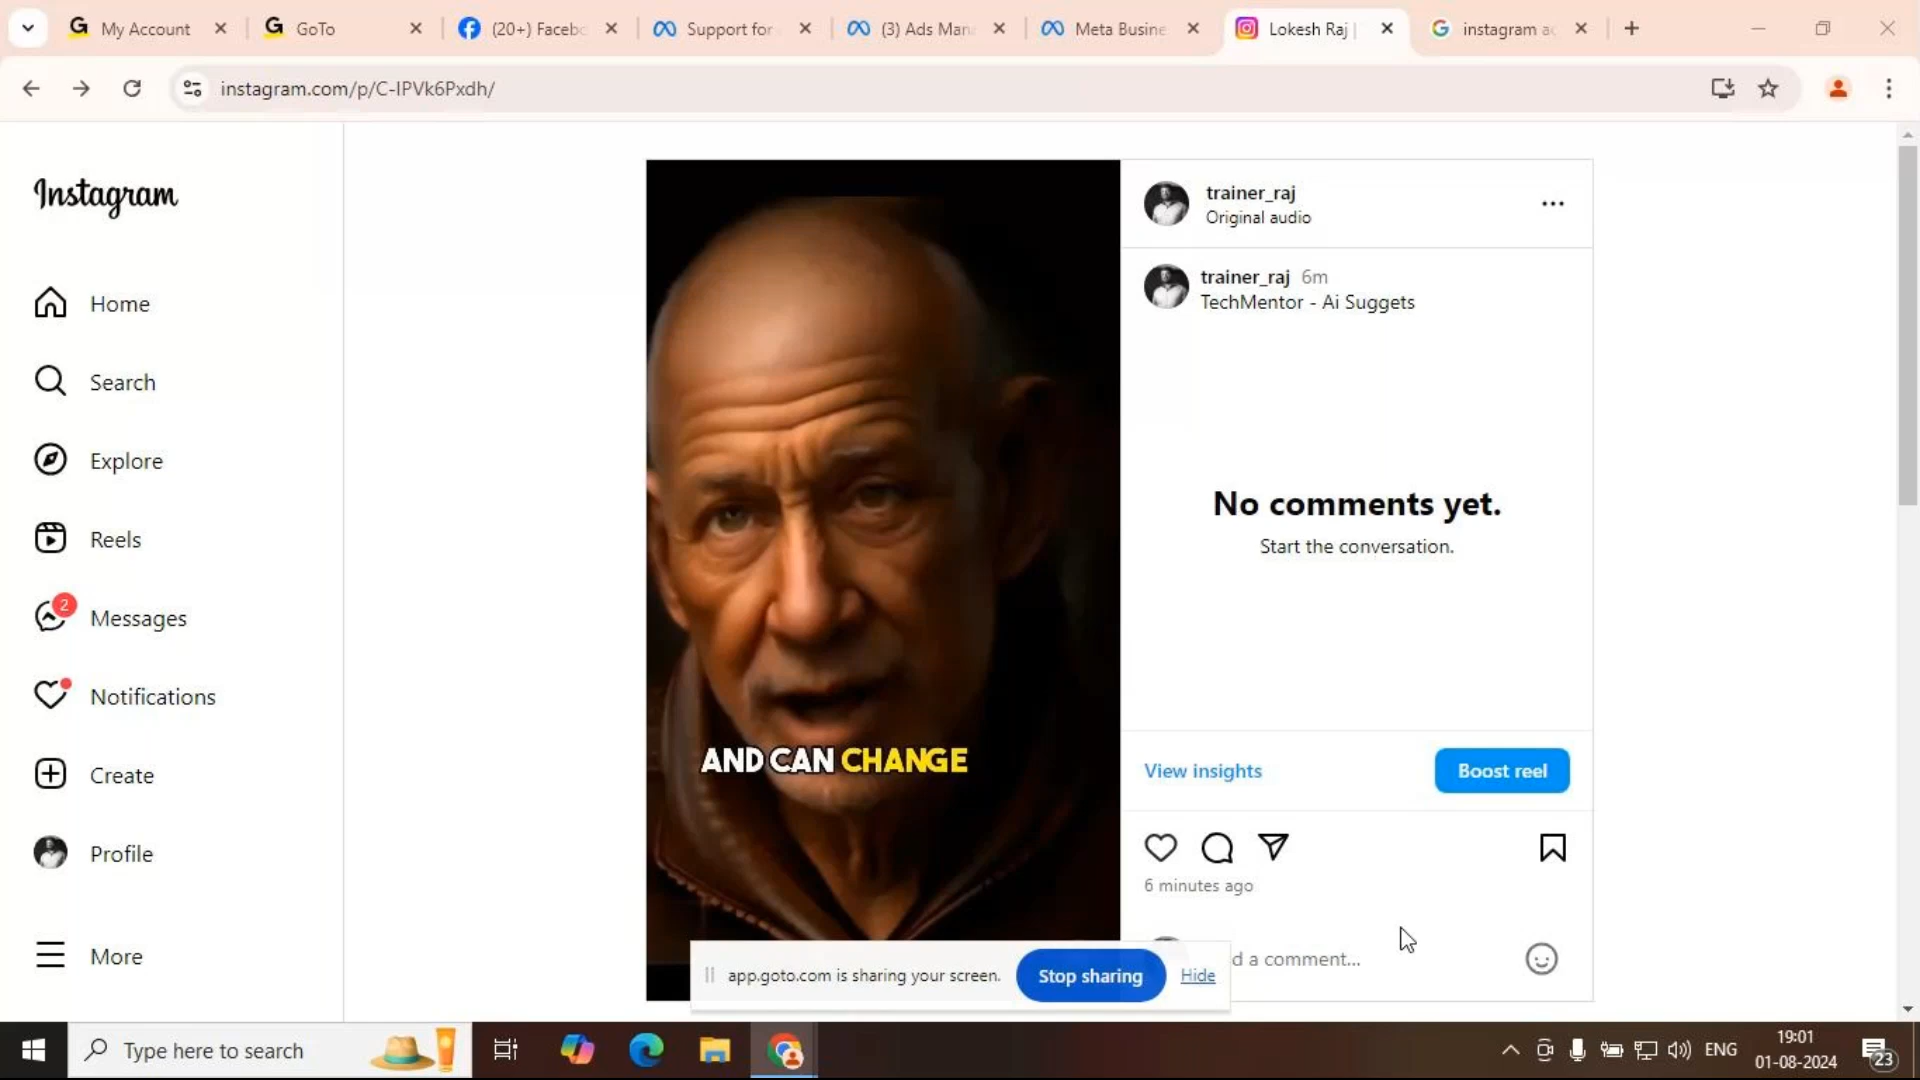 My Account
GoTo
(20+) Faceb
Support for
(3) Ads Man
Meta Busine
Lokesh Raj |
instagram a
instagram.com/p/C-IPVk6Pxdh/
Instagram
Home
Search
Explore
Reels
2
Messages
Notifications
Create
Profile
More
AND CAN CHANGE
trainer_raj
Original audio
trainer_raj 6m
TechMentor - Ai Suggets
No comments yet.
Start the conversation.
View insights
Boost reel
6 minutes ago
d a comment...
app.goto.com is sharing your screen.
Stop sharing
Hide
Type here to search
ENG
19:01
01-08-2024
23